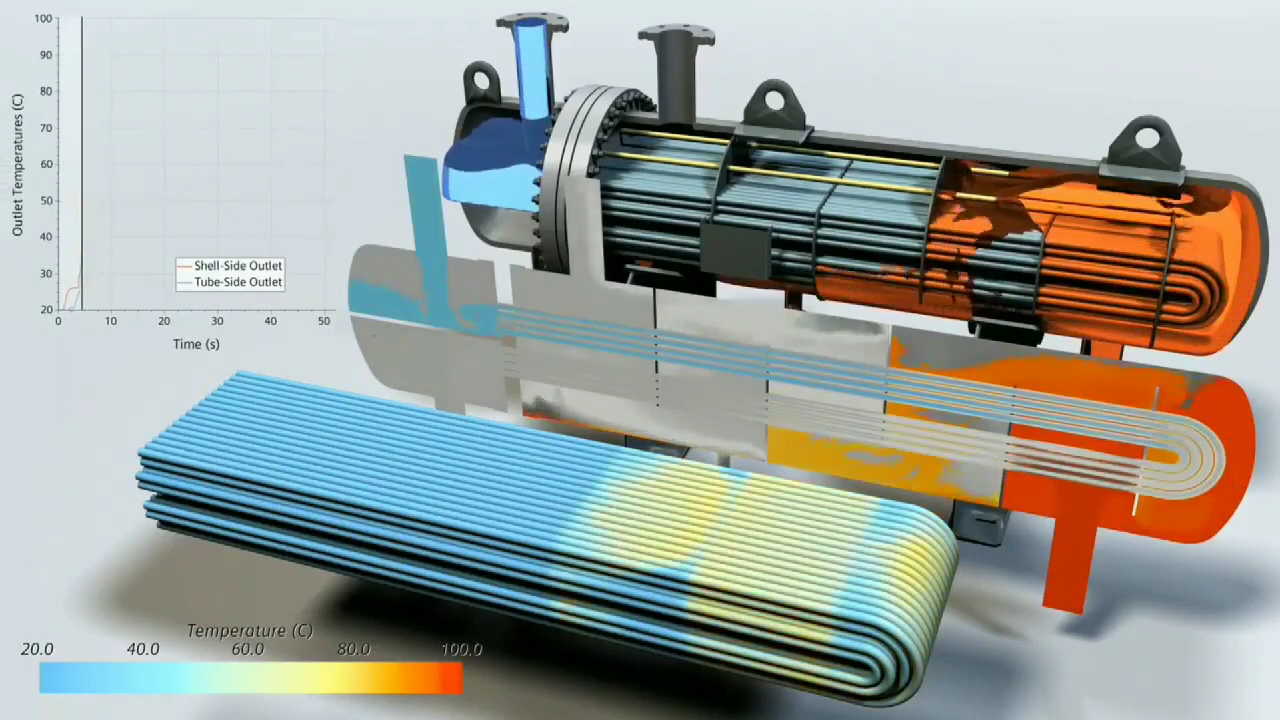 100
90
80
70
60
50
40
30
20
Outlet Temperatures (C)
0 10 20 30 40 50
Time (s)
Shell-Side Outlet
Tube-Side Outlet
Temperature (C)
20.0 40.0 60.0 80.0 100.0